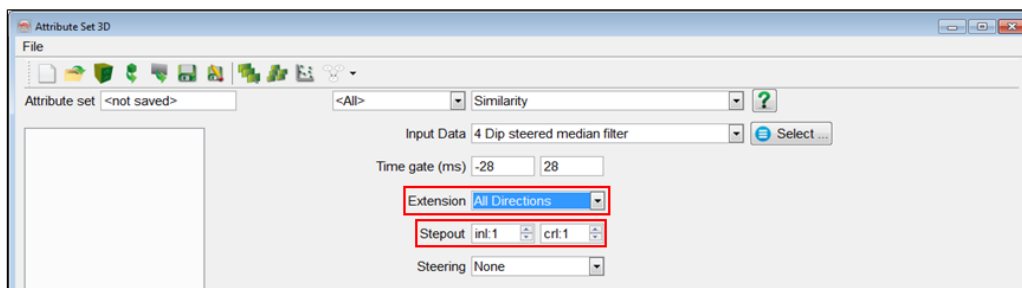 Attribute Set 3D
File
Attribute set <not saved> <All> Similarity ?
Input Data 4 Dip steered median filter Select ...
Time gate (ms) -28 28
Extension All Directions
Stepout inl:1 crl:1
Steering None